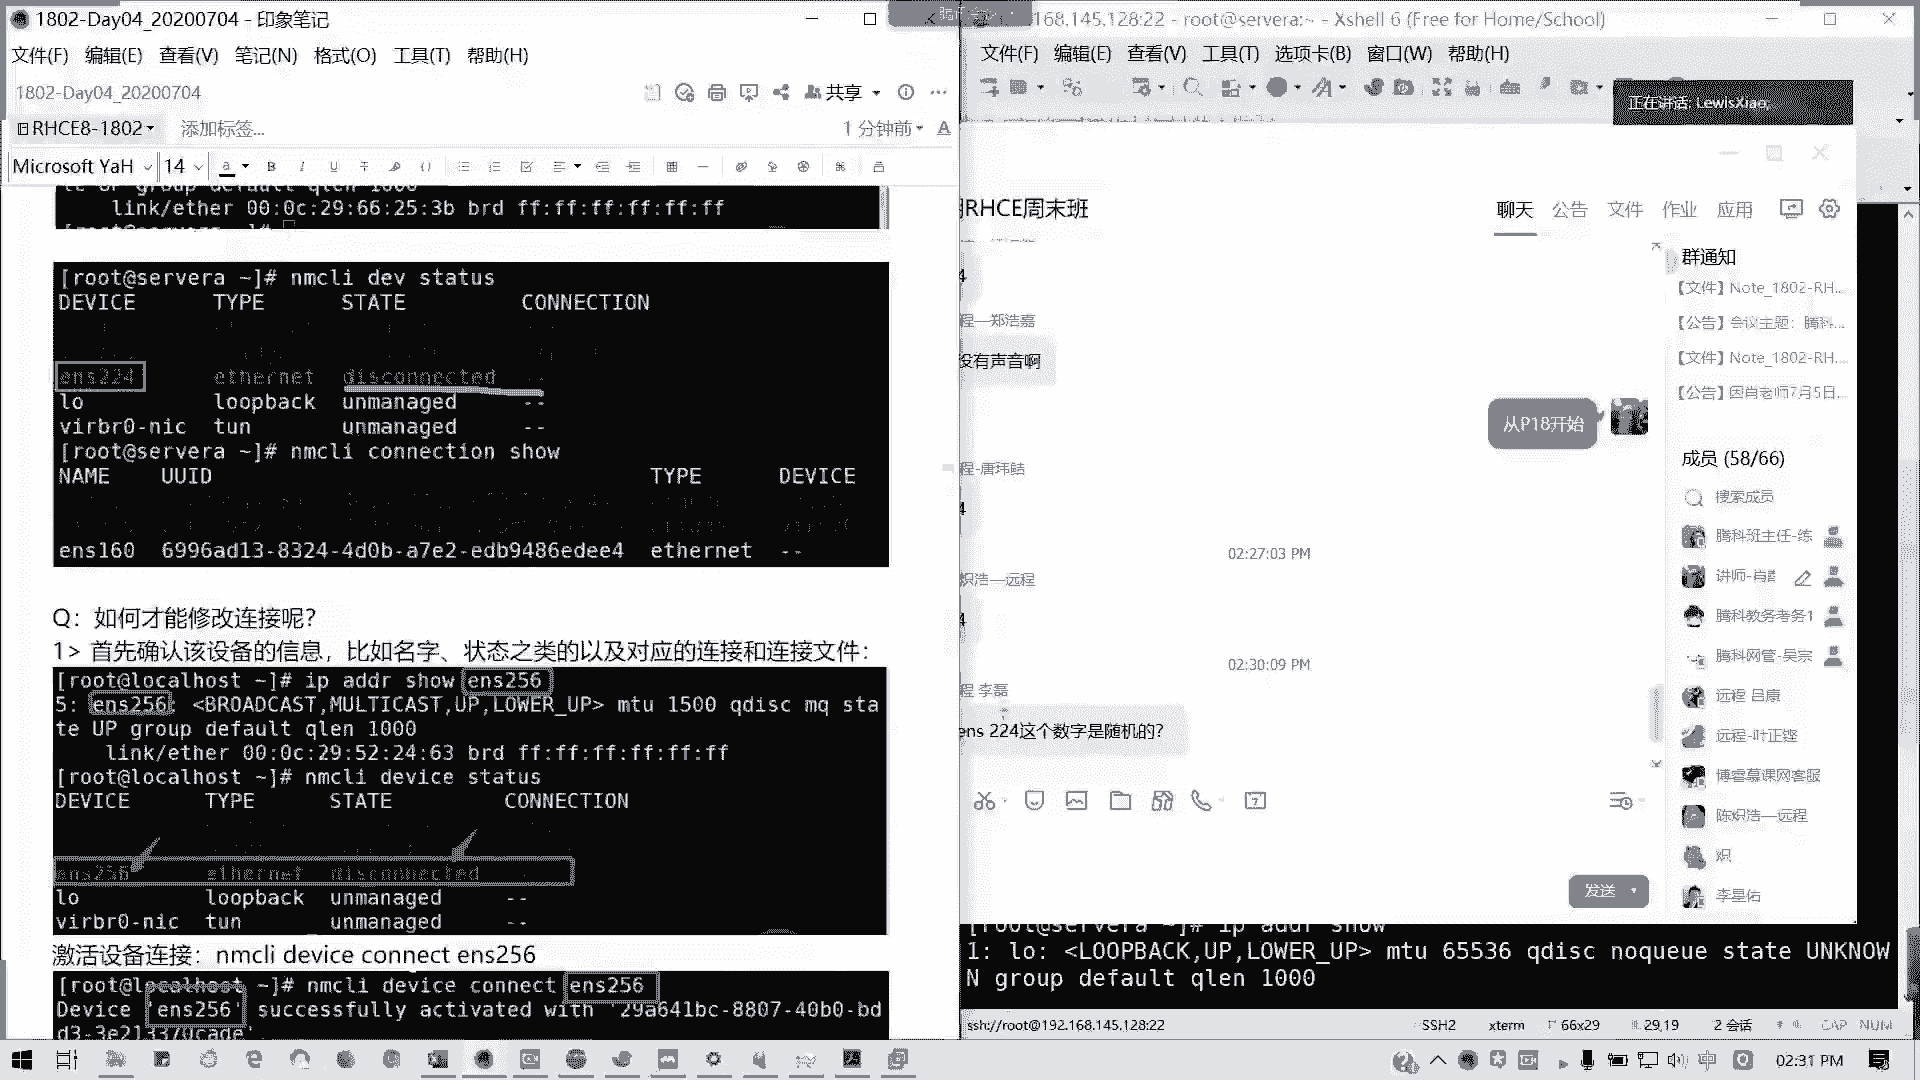 1802-Day04_20200704 - 印象笔记
文件(F) 编辑(E) 查看(V) 笔记(N) 格式(O) 工具(T) 帮助(H)
1802-Day04_20200704
共享
RHCE8-1802
添加标签...
1 分钟前
Microsoft YaH 14
link/ether 00:0c:29:66:25:3b brd ff:ff:ff:ff:ff:ff
[root@servera ~]# nmcli dev status
DEVICE TYPE STATE CONNECTION
ens224 ethernet disconnected --
lo loopback unmanaged --
virbr0-nic tun unmanaged --
[root@servera ~]# nmcli connection show
NAME UUID TYPE DEVICE
ens160 6996ad13-8324-4d0b-a7e2-edb9486edee4 ethernet --
Q：如何才能修改连接呢？
1> 首先确认该设备的信息，比如名字、状态之类的以及对应的连接和连接文件：
[root@localhost ~]# ip addr show ens256
5: ens256: <BROADCAST,MULTICAST,UP,LOWER_UP> mtu 1500 qdisc mq sta
te UP group default qlen 1000
link/ether 00:0c:29:52:24:63 brd ff:ff:ff:ff:ff:ff
[root@localhost ~]# nmcli device status
DEVICE TYPE STATE CONNECTION
ens256 ethernet disconnected
lo loopback unmanaged --
virbr0-nic tun unmanaged --
激活设备连接：nmcli device connect ens256
[root@localhost ~]# nmcli device connect ens256
Device 'ens256' successfully activated with '29a641bc-8807-40b0-bd
168.145.128:22 - root@servera:~ - Xshell 6 (Free for Home/School)
文件(F) 编辑(E) 查看(V) 工具(T) 选项卡(B) 窗口(W) 帮助(H)
正在讲话: LewisXiao;
RHCE周末班
聊天 公告 文件 作业 应用
程—郑浩嘉
没有声音啊
从P18开始
02:27:03 PM
炽浩—远程
02:30:09 PM
程 李磊
ens 224这个数字是随机的？
发送
群通知
【文件】Note_1802-RH...
【公告】会议主题：腾科...
【文件】Note_1802-RH...
【公告】因肖老师7月5日...
成员 (58/66)
搜索成员
腾科班主任-练
讲师-肖
腾科教务考务1
腾科网管-吴宗
远程 吕康
远程-叶正铿
博睿慕课网客服
陈炽浩—远程
炽
李星佑
[root@servera ~]# ip addr show
1: lo: <LOOPBACK,UP,LOWER_UP> mtu 65536 qdisc noqueue state UNKNOW
N group default qlen 1000
ssh://root@192.168.145.128:22 SSH2 xterm 66x29 29,19 2 会话 CAP NUM
02:31 PM